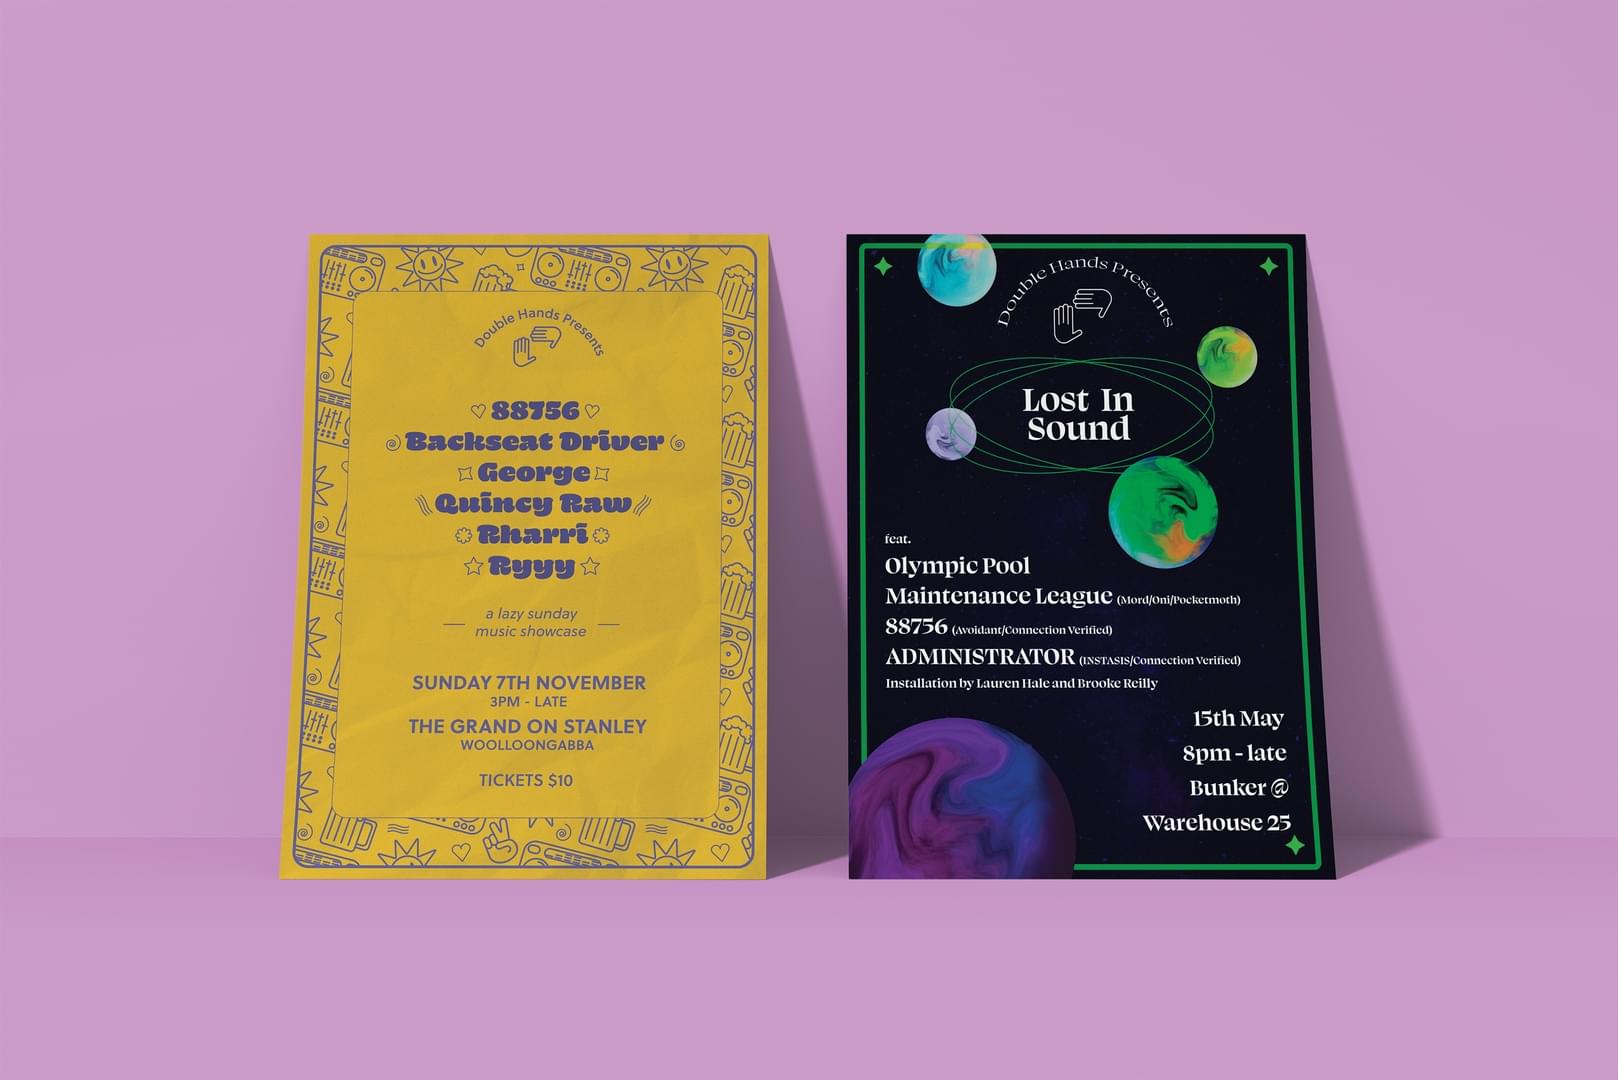 Double Hands Presents
88756
Backseat Driver
George
Quincy Raw
Rharri
Ryyy
a lazy sunday
music showcase
SUNDAY 7TH NOVEMBER
3PM - LATE
THE GRAND ON STANLEY
WOOLLOONGABBA
TICKETS $10
Double Hands Presents
Lost In
Sound
feat.
Olympic Pool
Maintenance League (Mord/Oni/Pocketmoth)
88756 (Avoidant/Connection Verified)
ADMINISTRATOR (INSTASIS/Connection Verified)
Installation by Lauren Hale and Brooke Reilly
15th May
8pm - late
Bunker @
Warehouse 25